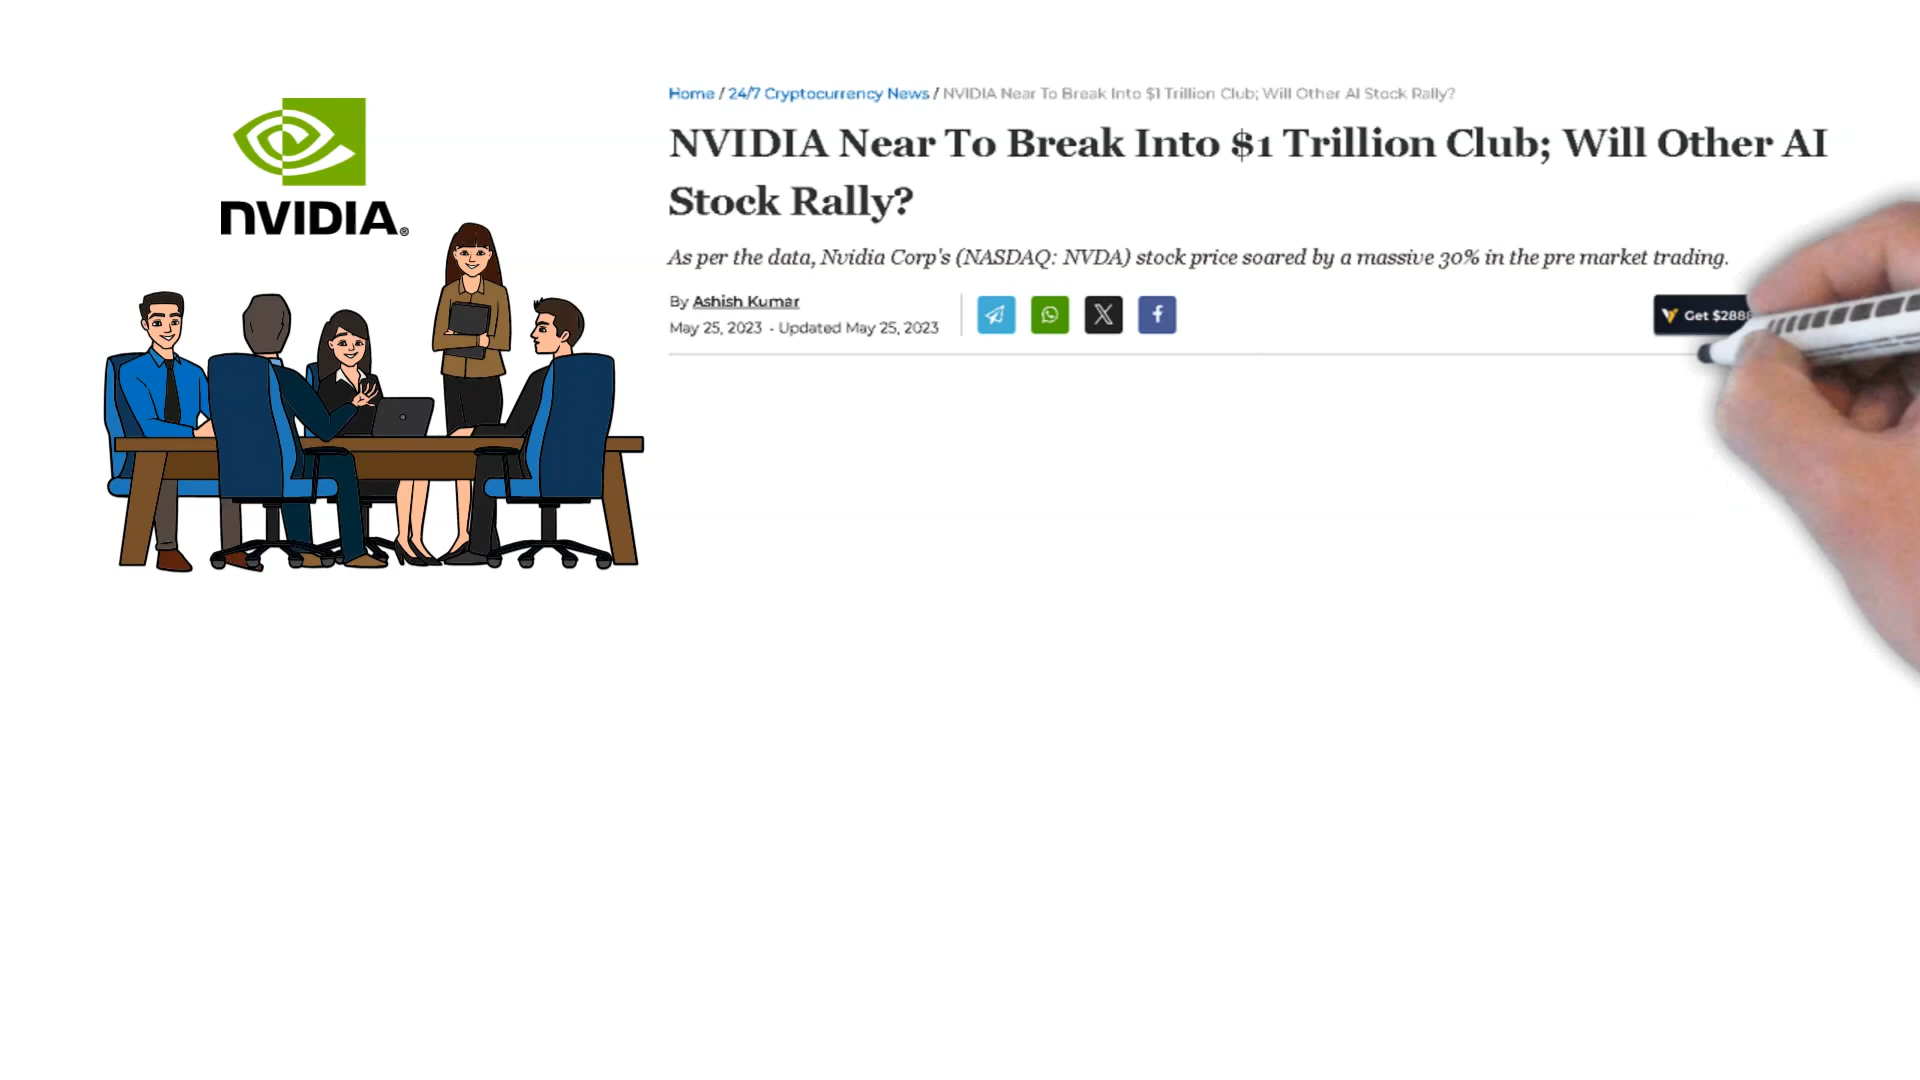 nVIDIA®
Home / 24/7 Cryptocurrency News / NVIDIA Near To Break Into $1 Trillion Club; Will Other AI Stock Rally?
NVIDIA Near To Break Into $1 Trillion Club; Will Other AI
Stock Rally?
As per the data, Nvidia Corp's (NASDAQ: NVDA) stock price soared by a massive 30% in the pre market trading.
By Ashish Kumar
May 25, 2023 - Updated May 25, 2023
Get